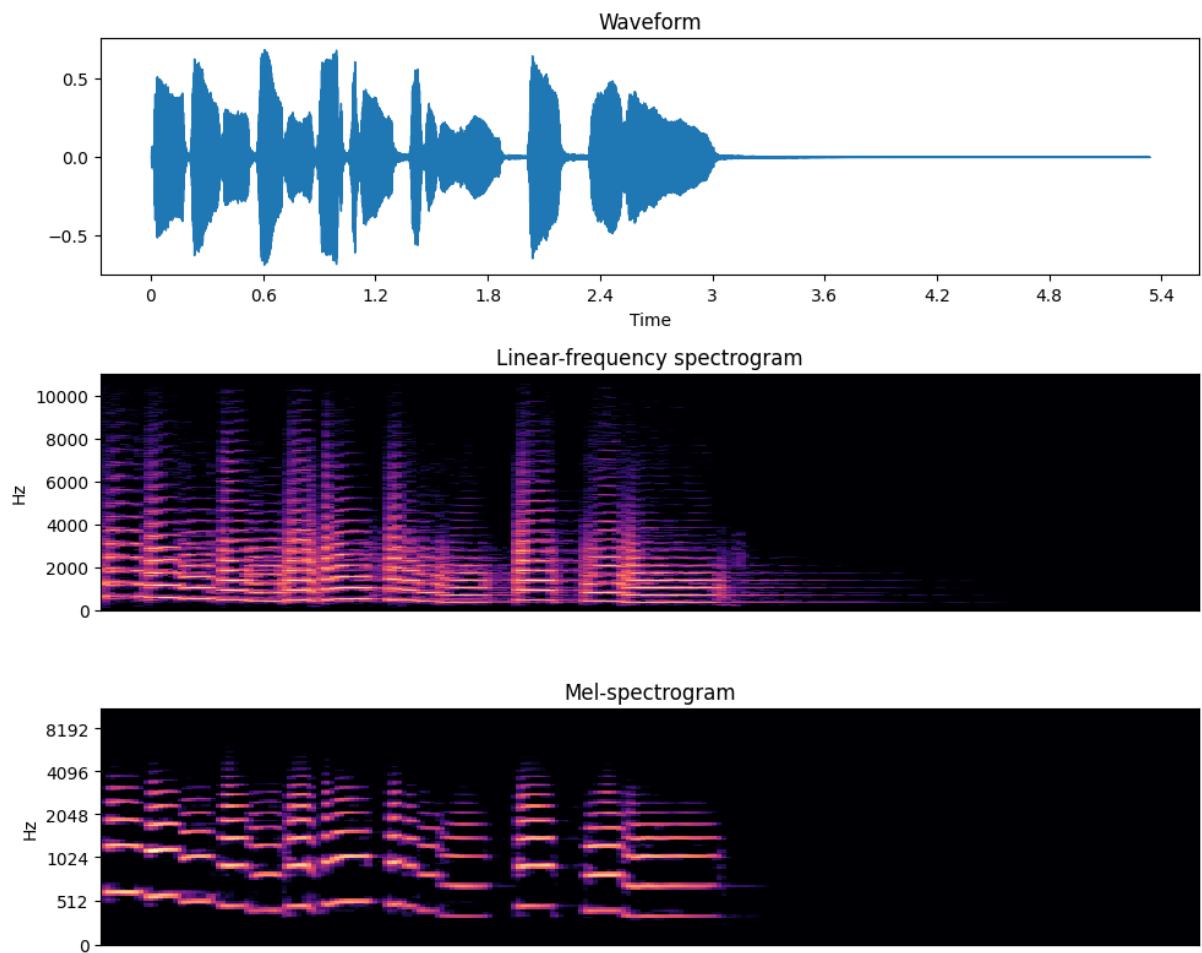 Waveform
0.5
0.0
−0.5
0 0.6 1.2 1.8 2.4 3 3.6 4.2 4.8 5.4
Time
Linear-frequency spectrogram
10000
8000
6000
4000
2000
0
Hz
Mel-spectrogram
8192
4096
2048
1024
512
0
Hz